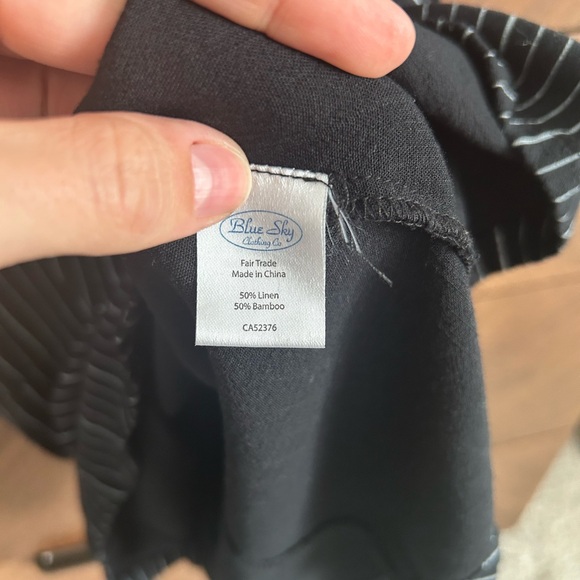 Blue Sky
Clothing Co
Fair Trade
Made in China
50% Linen
50% Bamboo
CA52376